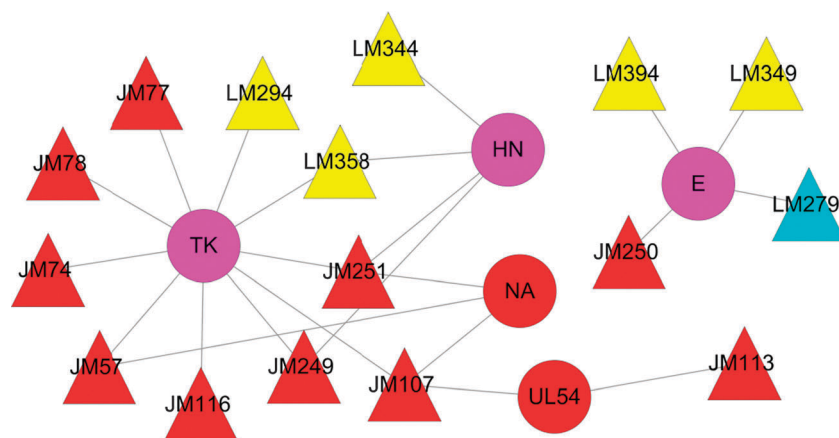 LM344
LM394
LM349
JM77
LM294
HN
LM358
JM78
E
LM279
TK
JM250
JM74
JM251
NA
JM57
JM249
JM113
JM107
UL54
JM116